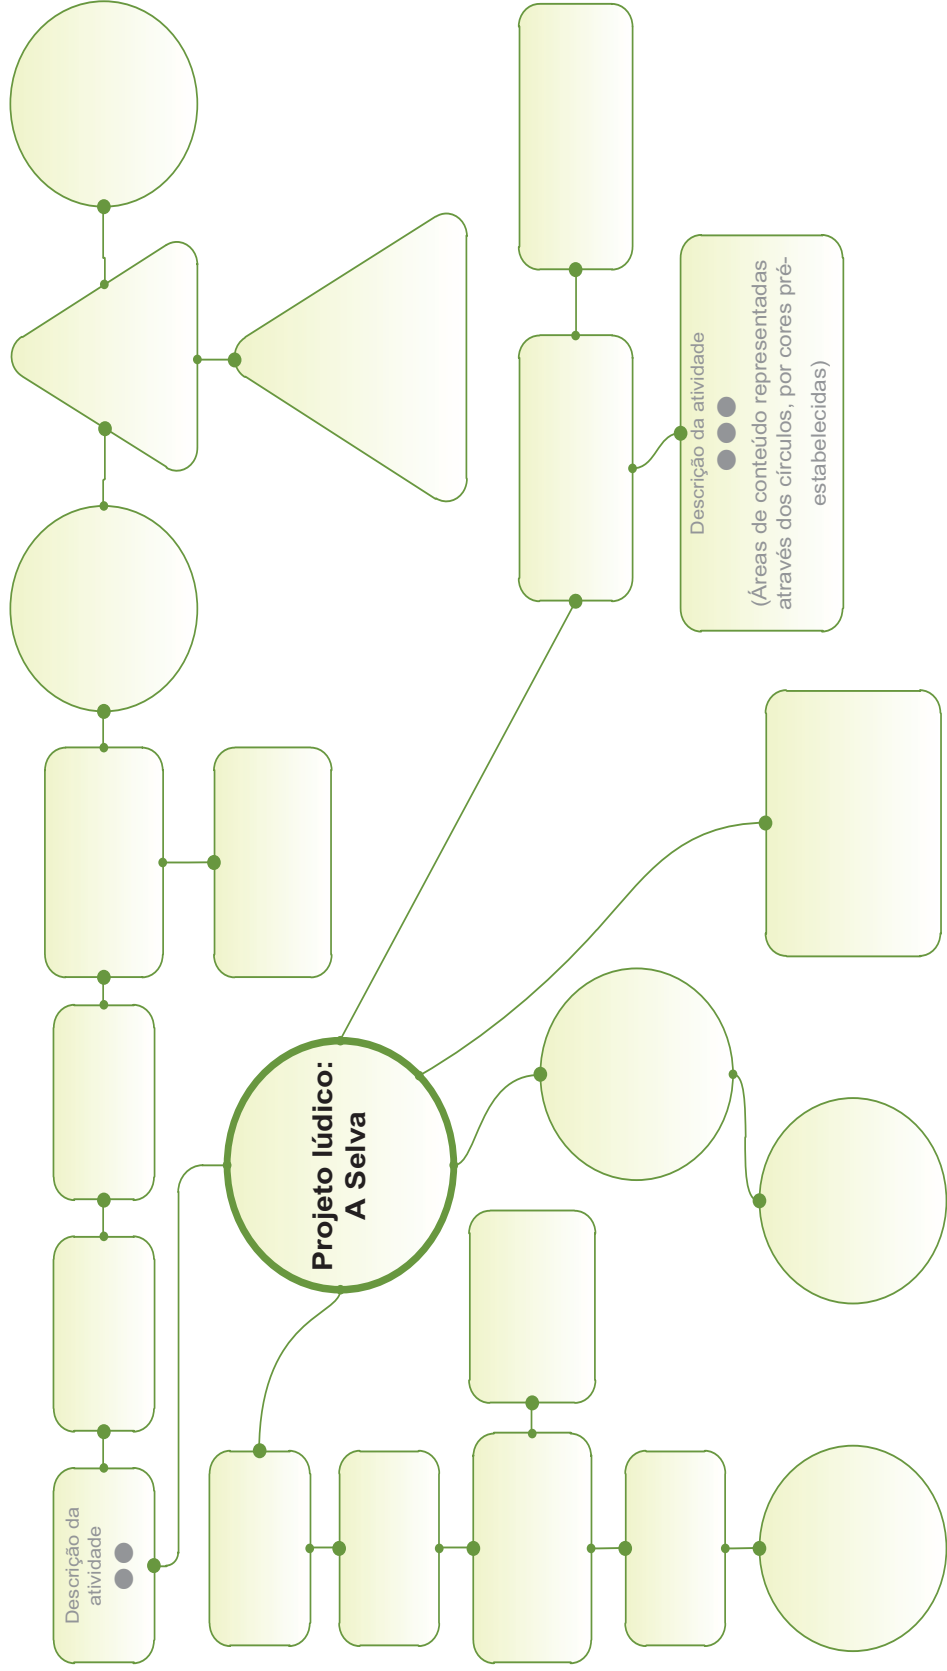 Descrição da
atividade
Projeto lúdico:
A Selva
Descrição da atividade
(Áreas de conteúdo representadas
através dos círculos, por cores pré-
estabelecidas)